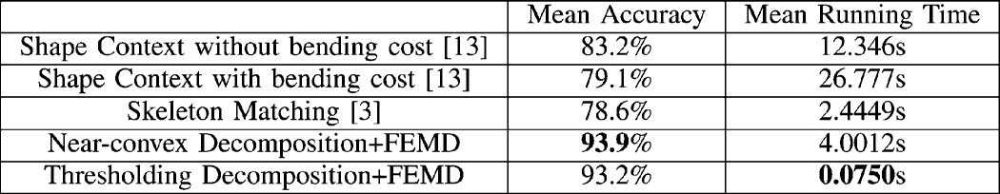 Mean Accuracy Mean Running Time
Shape Context without bending cost [13] 83.2% 12.346s
Shape Context with bending cost [13] 79.1% 26.777s
Skeleton Matching [3] 78.6% 2.4449s
Near-convex Decomposition+FEMD 93.9% 4.0012s
Thresholding Decomposition+FEMD 93.2% 0.0750s